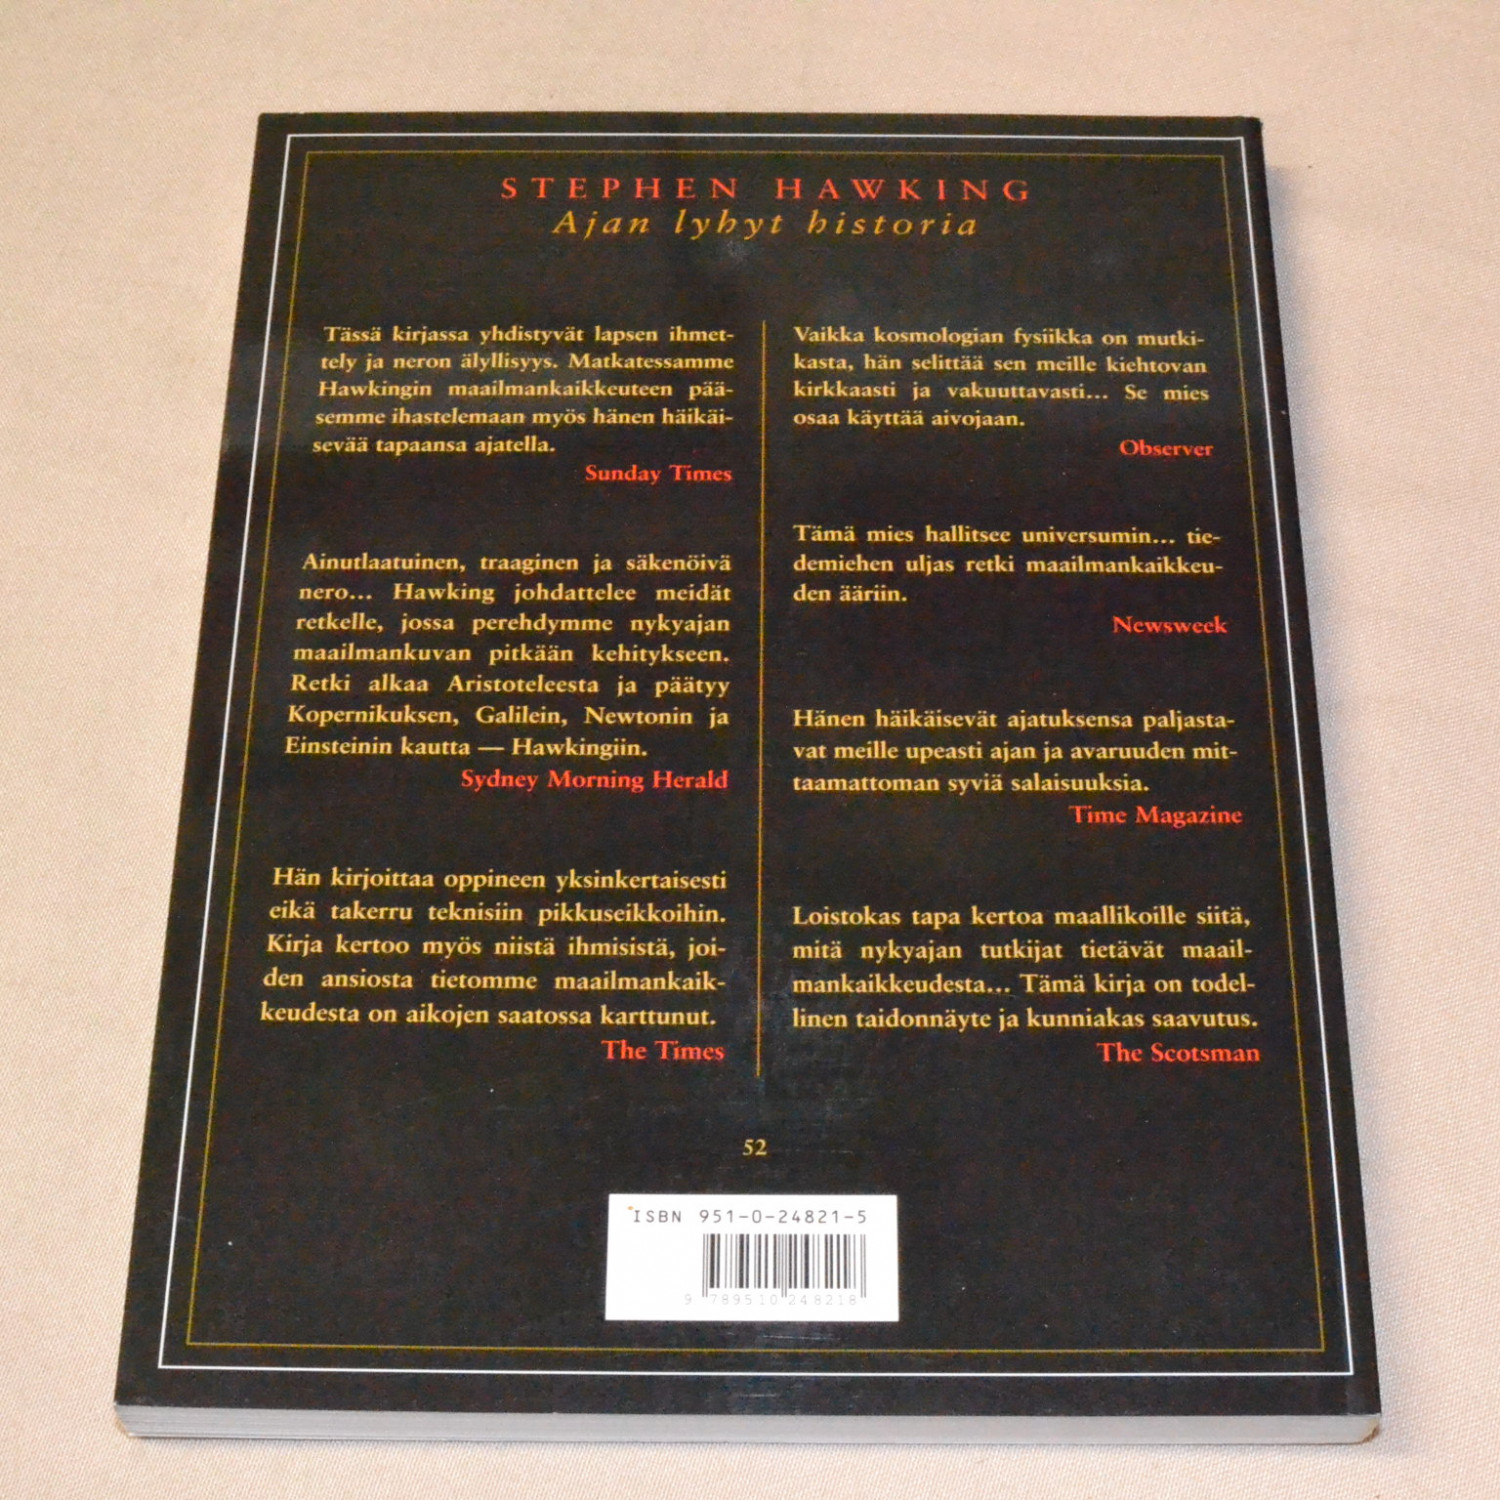 STEPHEN HAWKING
Ajan lyhyt historia
Tässä kirjassa yhdistyvät lapsen ihmet-
tely ja neron älyllisyys. Matkatessamme
Hawkingin maailmankaikkeuteen pää-
semme ihastelemaan myös hänen häikäi-
sevää tapaansa ajatella.
Sunday Times
Ainutlaatuinen, traaginen ja säkenöivä
nero... Hawking johdattelee meidät
retkelle, jossa perehdymme nykyajan
maailmankuvan pitkään kehitykseen.
Retki alkaa Aristoteleesta ja päätyy
Kopernikuksen, Galilein, Newtonin ja
Einsteinin kautta — Hawkingiin.
Sydney Morning Herald
Hän kirjoittaa oppineen yksinkertaisesti
eikä takerru teknisiin pikkuseikkoihin.
Kirja kertoo myös niistä ihmisistä, joi-
den ansiosta tietomme maailmankaik-
keudesta on aikojen saatossa karttunut.
The Times
Vaikka kosmologian fysiikka on mutki-
kasta, hän selittää sen meille kiehtovan
kirkkaasti ja vakuuttavasti... Se mies
osaa käyttää aivojaan.
Observer
Tämä mies hallitsee universumin... tie-
demiehen uljas retki maailmankaikkeu-
den ääriin.
Newsweek
Hänen häikäisevät ajatuksensa paljasta-
vat meille upeasti ajan ja avaruuden mit-
taamattoman syviä salaisuuksia.
Time Magazine
Loistokas tapa kertoa maallikoille siitä,
mitä nykyajan tutkijat tietävät maail-
mankaikkeudesta... Tämä kirja on todel-
linen taidonnäyte ja kunniakas saavutus.
The Scotsman
52
ISBN 951-0-24821-5
9 789510 248218